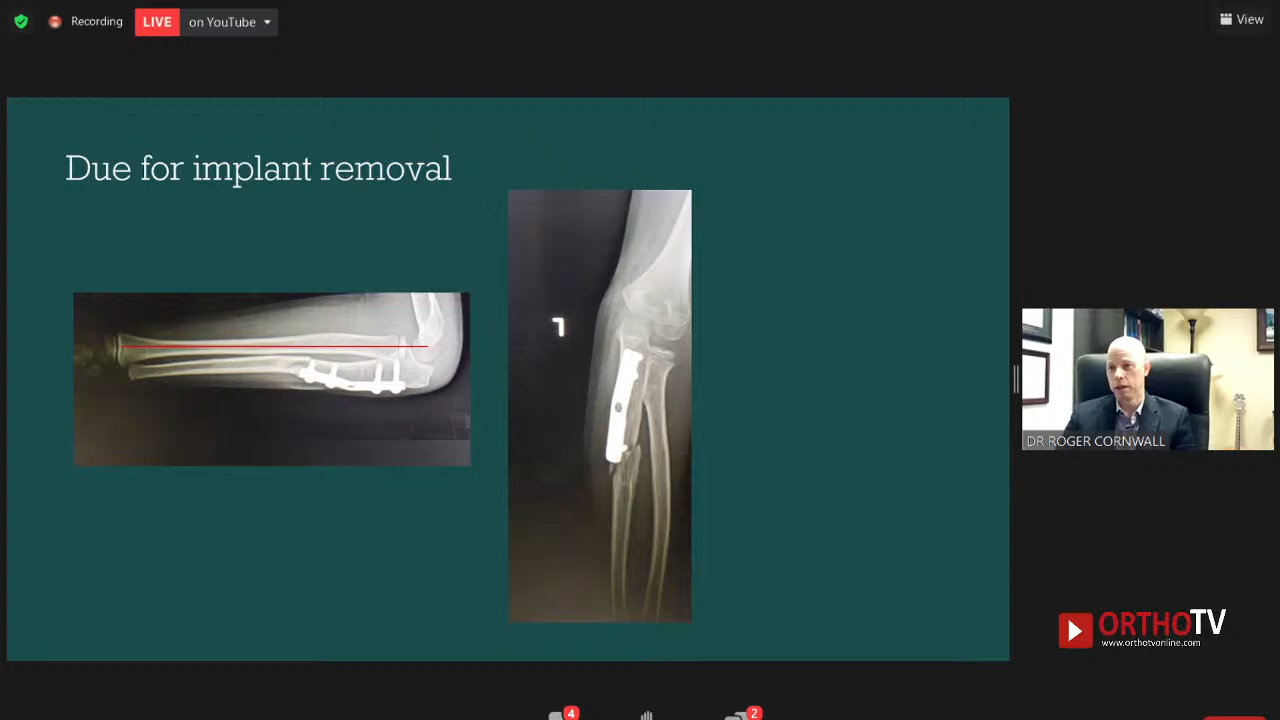 Recording
LIVE
on YouTube
View
Due for implant removal
L
DR ROGER CORNWALL
ORTHOTV
www.orthotvonline.com
4
2